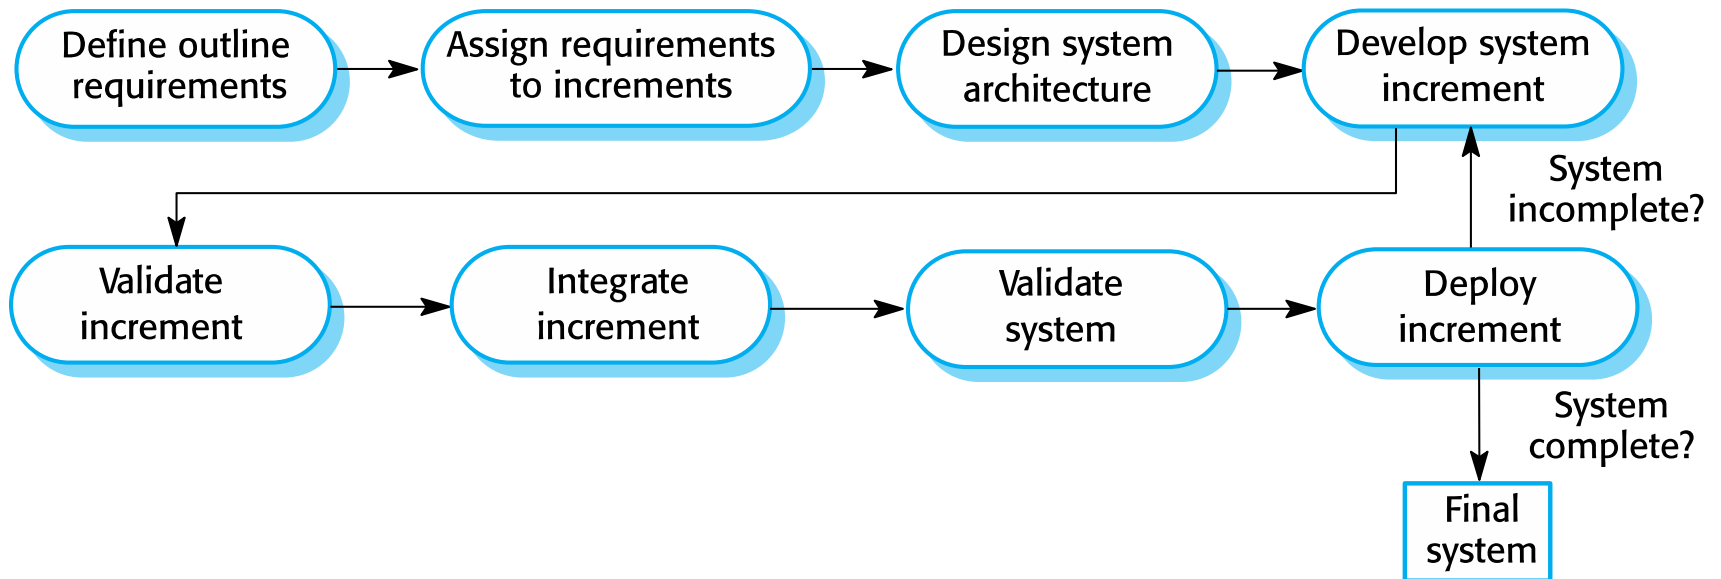 Define outline
requirements
Assign requirements
to increments
Design system
architecture
Develop system
increment
System
incomplete?
Validate
increment
Integrate
increment
Validate
system
Deploy
increment
System
complete?
Final
system